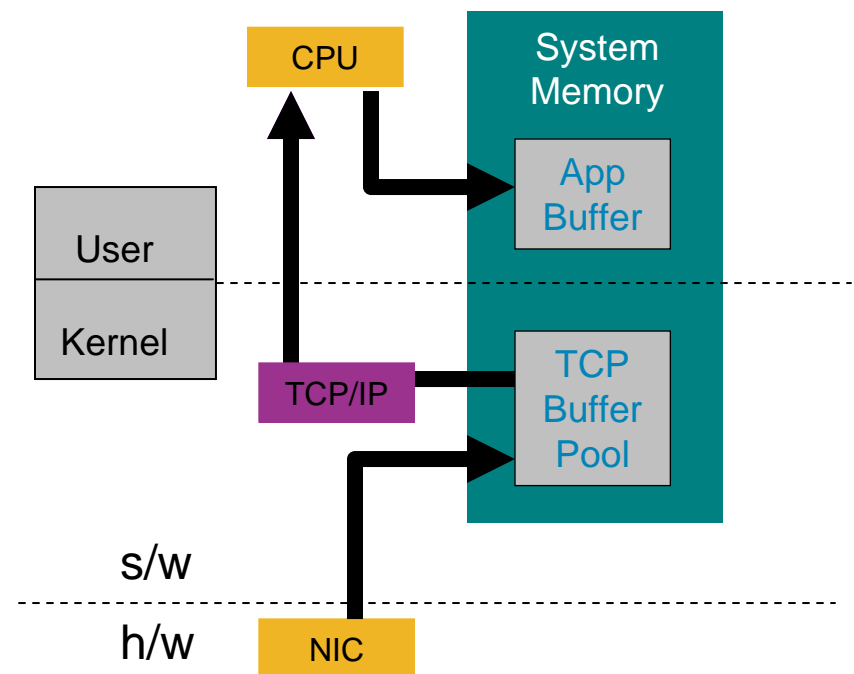 CPU
System
Memory
App
Buffer
User
Kernel
TCP/IP
TCP
Buffer
Pool
s/w
h/w
NIC